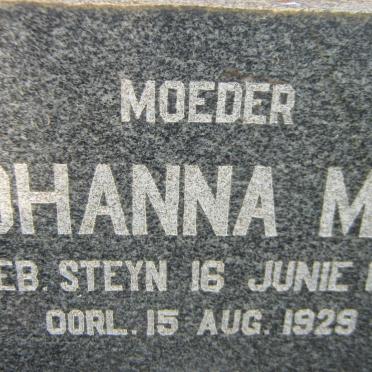 MOEDER
OHANNA M
EB. STEYN 16 JUNIE
OORL. 15 AUG. 1929